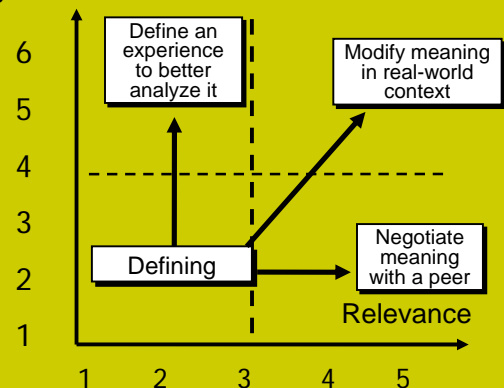 6
5
4
3
2
1
Define an
experience
to better
analyze it
Modify meaning
in real-world
context
Defining
Negotiate
meaning
with a peer
Relevance
1 2 3 4 5